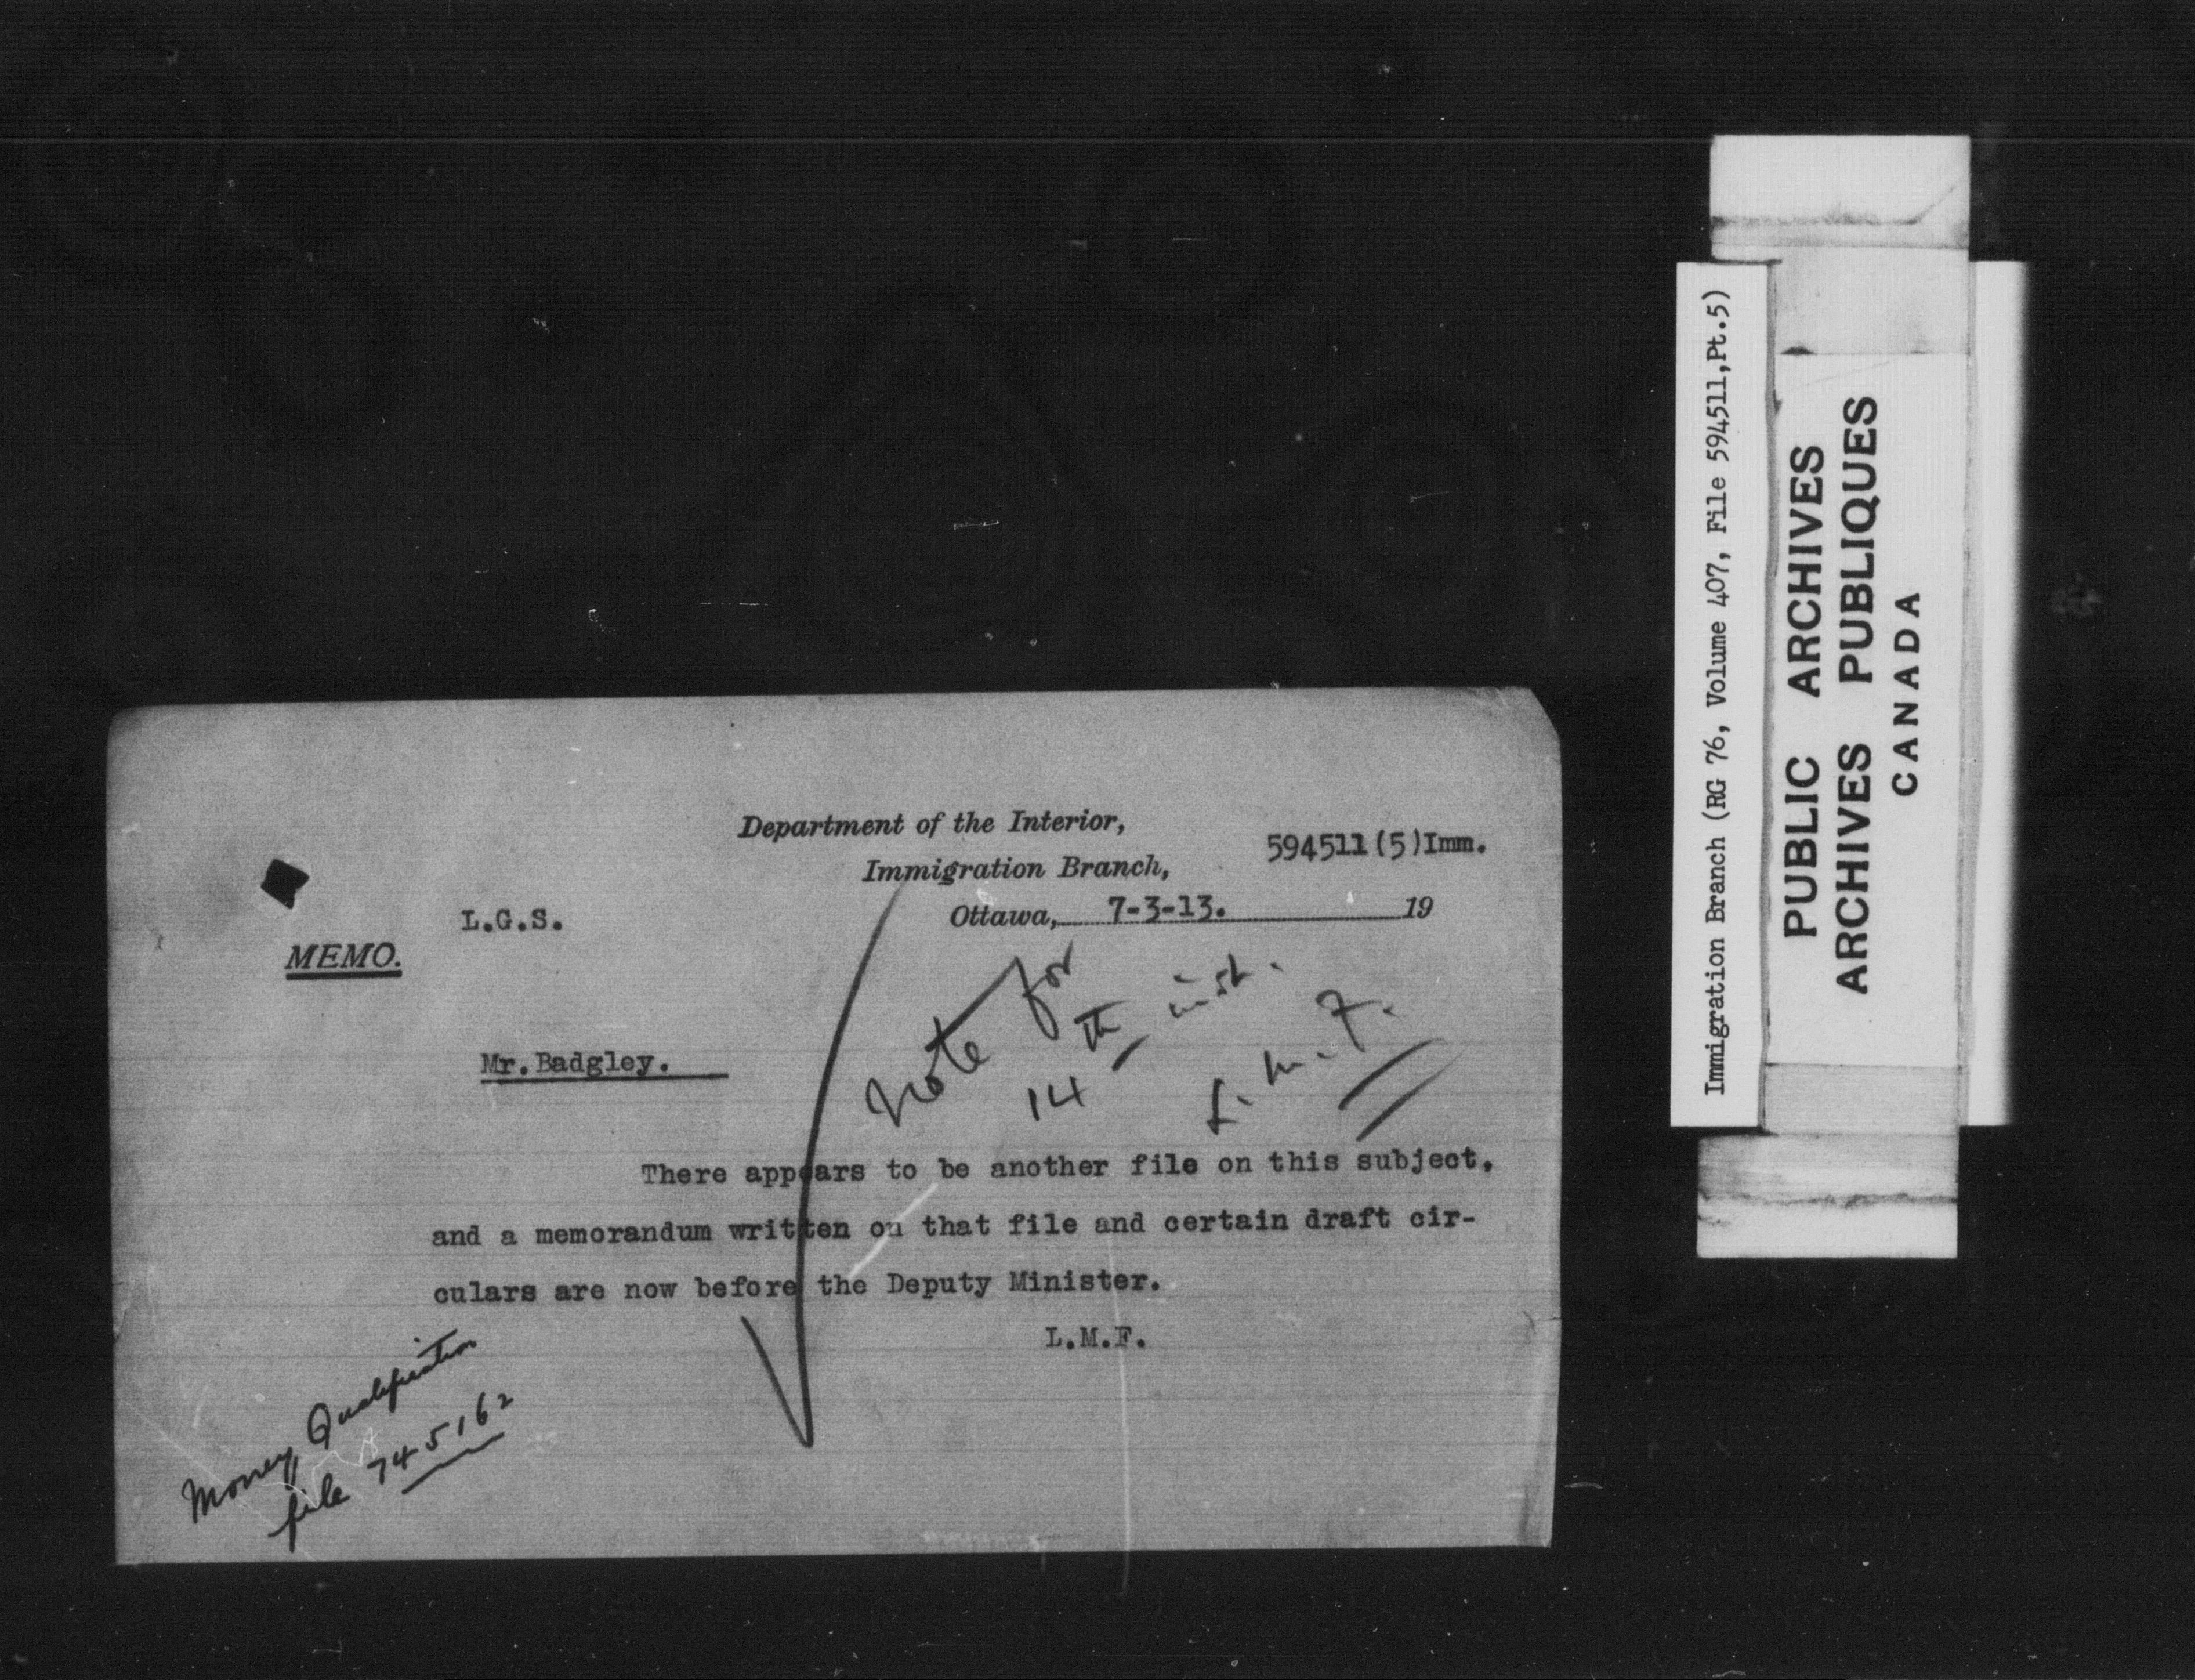 Department of the Interior,
594511(5)Imm.
Immigration Branch,
Ottawa, 7-3-13. 19
L.G.S.
MEMO.
Note for
14th inst.
L.M.F.
Mr.Badgley.
There appears to be another file on this subject,
and a memorandum written on that file and certain draft cir-
culars are now before the Deputy Minister.
L.M.F.
Money Qualification
file 745162
Immigration Branch (RG 76, Volume 407, File 594511,Pt.5)
PUBLIC ARCHIVES
ARCHIVES PUBLIQUES
CANADA